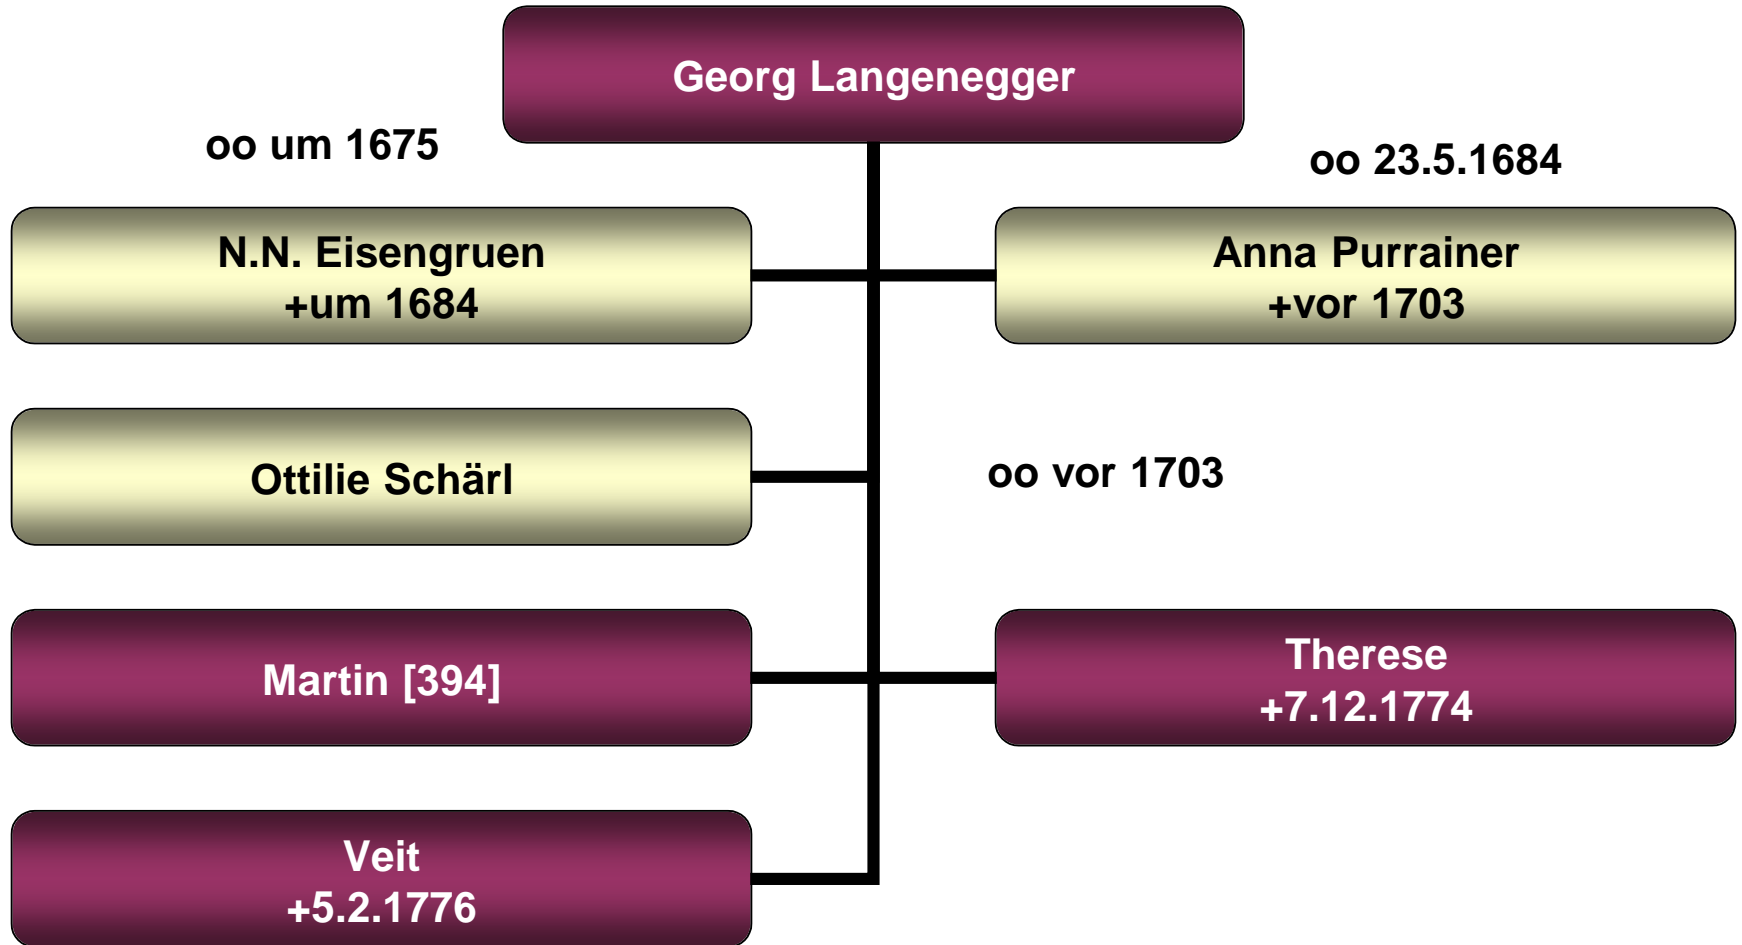 Georg Langenegger
oo um 1675
oo 23.5.1684
N.N. Eisengruen
+um 1684
Anna Purrainer
+vor 1703
Ottilie Schärl
oo vor 1703
Martin [394]
Therese
+7.12.1774
Veit
+5.2.1776